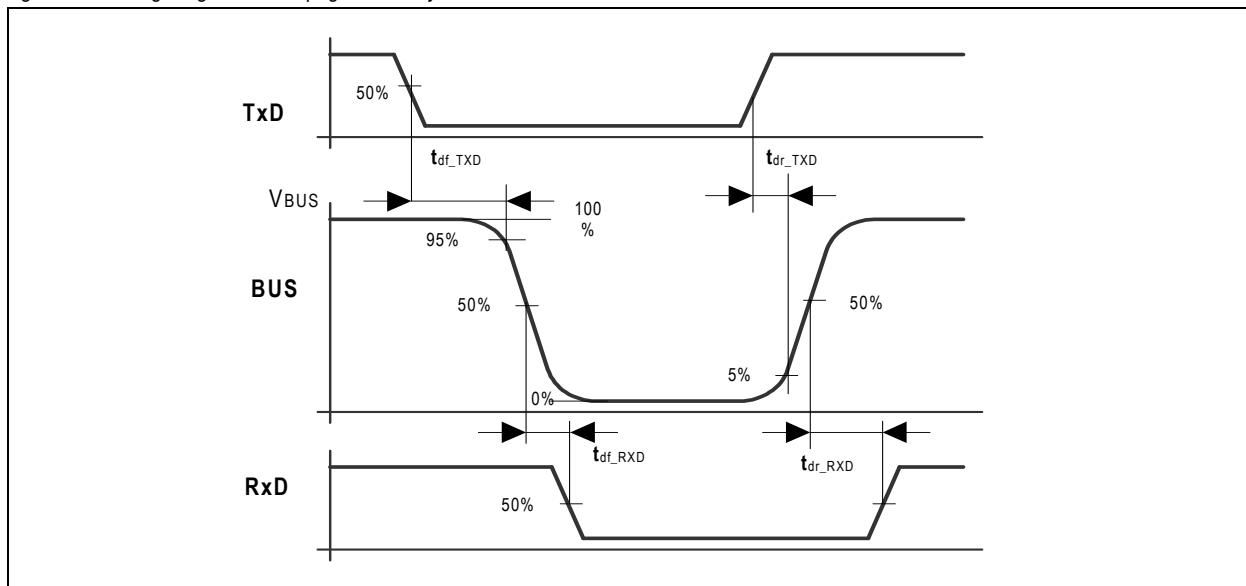 50%
TxD
tdf_TXD
tdr_TXD
VBUS
100
%
95%
BUS
50%
50%
5%
0%
tdf_RXD
tdr_RXD
RxD
50%